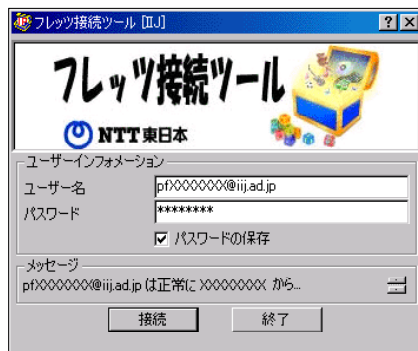 フレッツ接続ツール [IIJ]
フレッツ接続ツール
NTT東日本
ユーザーインフォメーション
ユーザー名 pfXXXXXXX@iij.ad.jp
パスワード ********
パスワードの保存
メッセージ
pfXXXXXXX@iij.ad.jp は正常に XXXXXXXXX から...
接続 終了